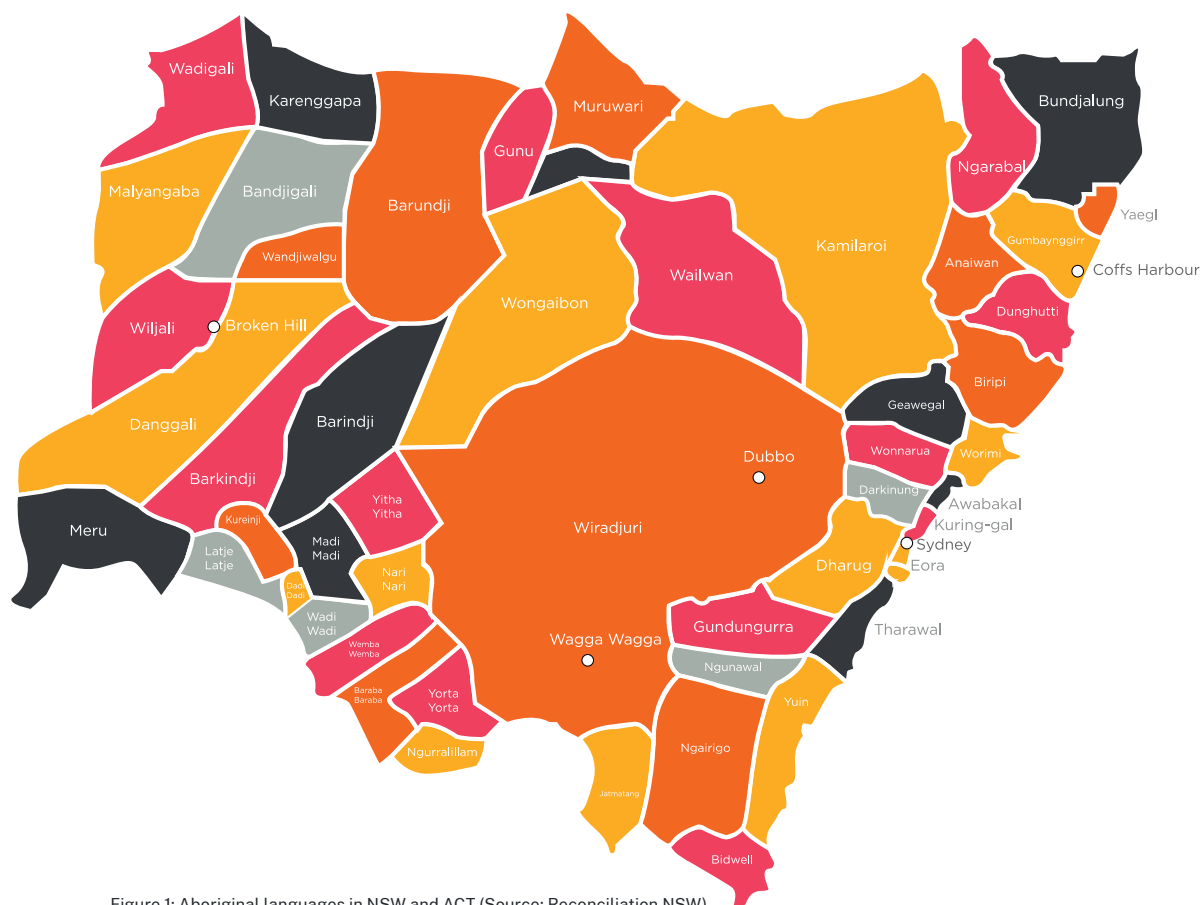 Wadigali
Karenggapa
Muruwari
Bundjalung
Gunu
Ngarabal
Malyangaba
Bandjigali
Barundji
Yaegl
Kamilaroi
Gumbaynggirr
Wandjiwalgu
Wailwan
Anaiwan
Coffs Harbour
Wongaibon
Dunghutti
Wiljali
Broken Hill
Biripi
Geawegal
Danggali
Barindji
Wonnarua
Worimi
Dubbo
Barkindji
Darkinung
Yitha
Yitha
Awabakal
Kureinji
Kuring-gal
Meru
Wiradjuri
Madi
Madi
Sydney
Latje
Latje
Dharug
Eora
Nari
Nari
Dadi
Dadi
Wadi
Wadi
Gundungurra
Tharawal
Wagga Wagga
Wemba
Wemba
Ngunawal
Baraba
Baraba
Yorta
Yorta
Yuin
Ngurralillam
Ngairigo
Jatmatang
Bidwell
Figure 1: Aboriginal languages in NSW and ACT (Source: Reconciliation NSW)